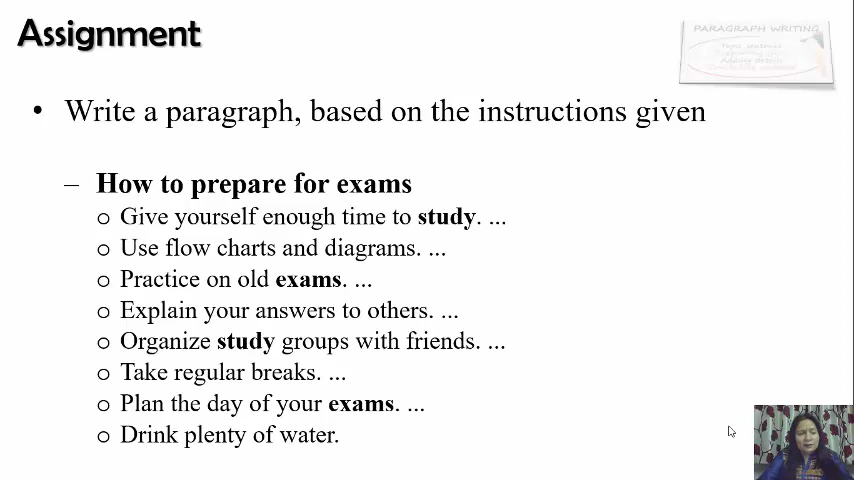 Assignment
PARAGRAPH WRITING
Topic sentence
• Write a paragraph, based on the instructions given
– How to prepare for exams
o Give yourself enough time to study. ...
o Use flow charts and diagrams. ...
o Practice on old exams. ...
o Explain your answers to others. ...
o Organize study groups with friends. ...
o Take regular breaks. ...
o Plan the day of your exams. ...
o Drink plenty of water.